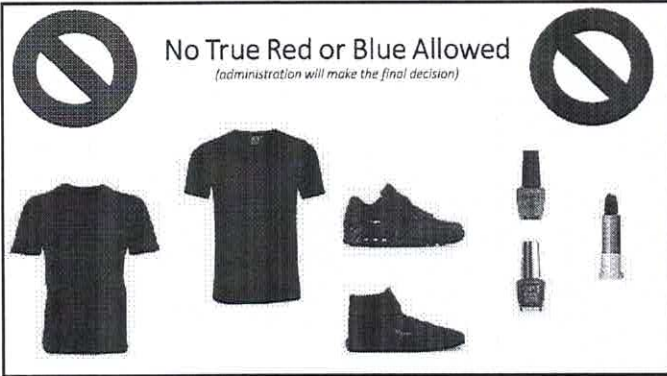 No True Red or Blue Allowed
(administration will make the final decision)